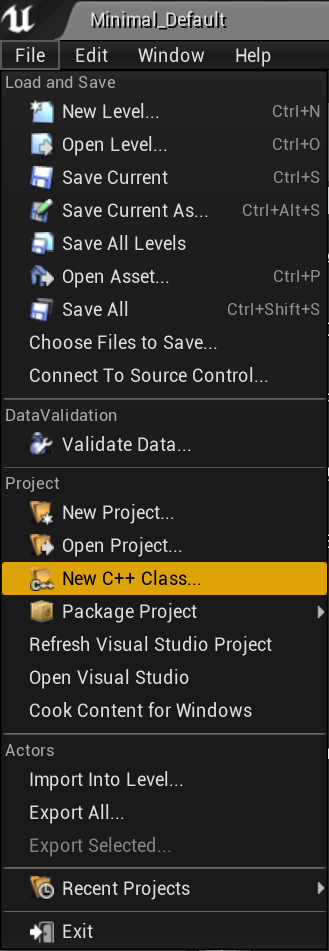 Minimal_Default
File Edit Window Help
Load and Save
New Level... Ctrl+N
Open Level... Ctrl+O
Save Current Ctrl+S
Save Current As... Ctrl+Alt+S
Save All Levels
Open Asset... Ctrl+P
Save All Ctrl+Shift+S
Choose Files to Save...
Connect To Source Control...
DataValidation
Validate Data...
Project
New Project...
Open Project...
New C++ Class...
Package Project
Refresh Visual Studio Project
Open Visual Studio
Cook Content for Windows
Actors
Import Into Level...
Export All...
Export Selected...
Recent Projects
Exit